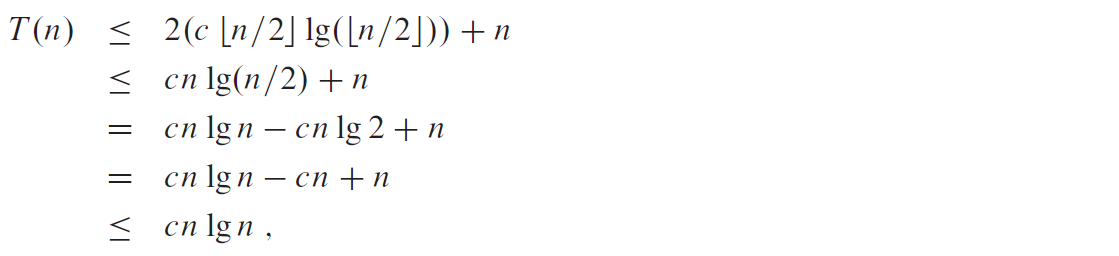 T(n) ≤ 2(c ⌊n/2⌋ lg(⌊n/2⌋)) + n
≤ cn lg(n/2) + n
= cn lg n − cn lg 2 + n
= cn lg n − cn + n
≤ cn lg n ,